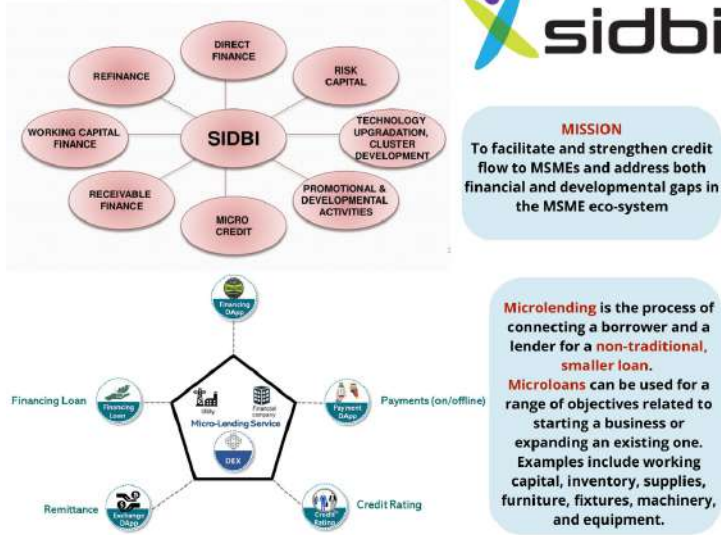 sidbi
DIRECT
FINANCE
REFINANCE
RISK
CAPITAL
WORKING CAPITAL
FINANCE
SIDBI
TECHNOLOGY
UPGRADATION,
CLUSTER
DEVELOPMENT
RECEIVABLE
FINANCE
MICRO
CREDIT
PROMOTIONAL &
DEVELOPMENTAL
ACTIVITIES
MISSION
To facilitate and strengthen credit
flow to MSMEs and address both
financial and developmental gaps in
the MSME eco-system
Financing
DApp
Financing Loan
Financing
Loan
Utility
Financial
company
Micro-Lending Service
DEX
Payment
DApp
Payments (on/offline)
Remittance
Exchange
DApp
Credit
Rating
Credit Rating
Microlending is the process of
connecting a borrower and a
lender for a non-traditional,
smaller loan.
Microloans can be used for a
range of objectives related to
starting a business or
expanding an existing one.
Examples include working
capital, inventory, supplies,
furniture, fixtures, machinery,
and equipment.